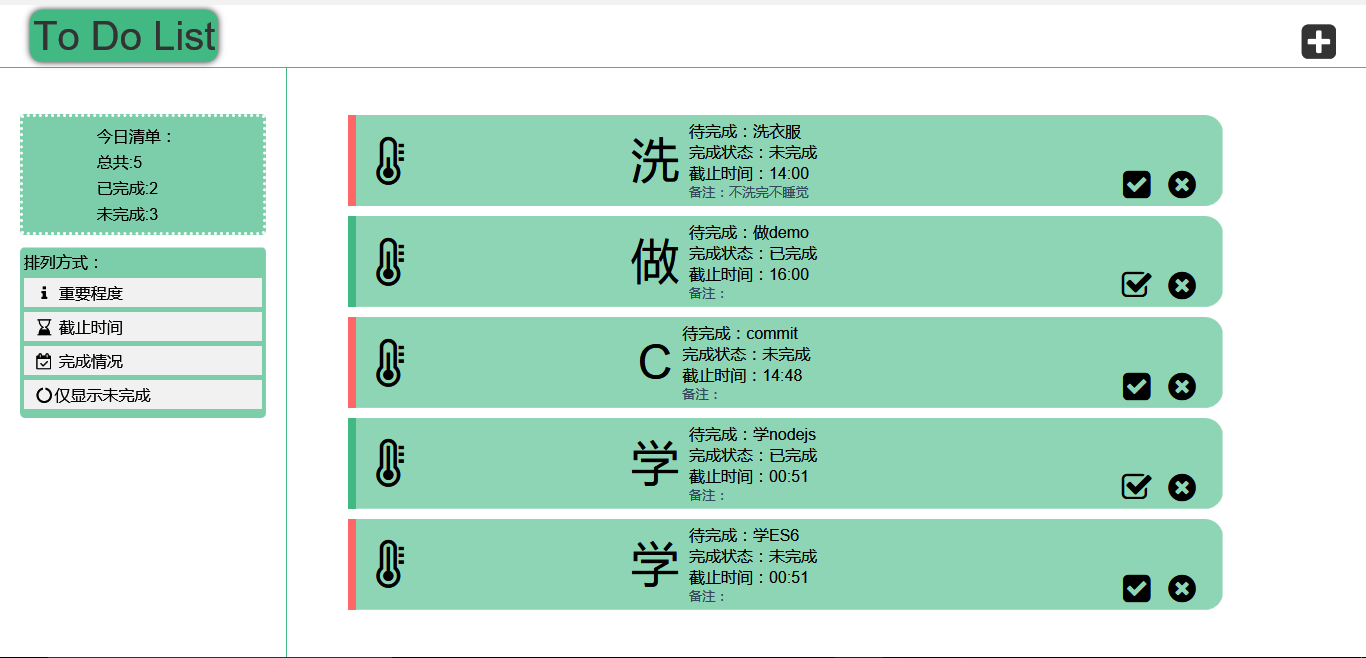 To Do List
今日清单：
总共:5
已完成:2
未完成:3
排列方式：
重要程度
截止时间
完成情况
仅显示未完成
洗
待完成：洗衣服
完成状态：未完成
截止时间：14:00
备注：不洗完不睡觉
做
待完成：做demo
完成状态：已完成
截止时间：16:00
备注：
C
待完成：commit
完成状态：未完成
截止时间：14:48
备注：
学
待完成：学nodejs
完成状态：已完成
截止时间：00:51
备注：
学
待完成：学ES6
完成状态：未完成
截止时间：00:51
备注：